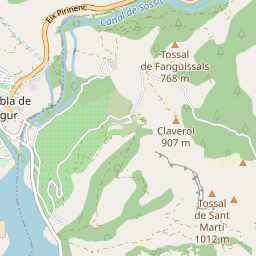 Eix Pirinenc
Canal de Sossís
Tossal
de Fanguissals
768 m
bla de
gur
Claverol
907 m
Tossal
de Sant
Martí
1012 m